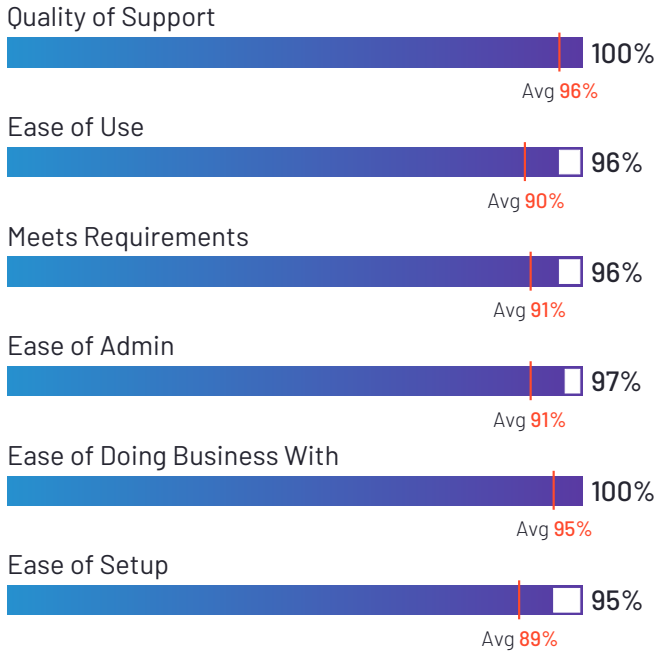 Quality of Support
100%
Avg 96%
Ease of Use
96%
Avg 90%
Meets Requirements
96%
Avg 91%
Ease of Admin
97%
Avg 91%
Ease of Doing Business With
100%
Avg 95%
Ease of Setup
95%
Avg 89%